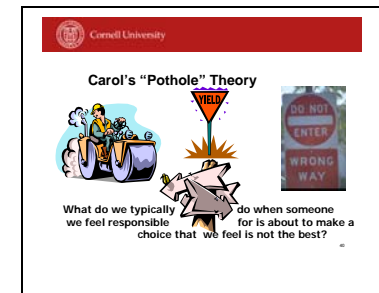 Cornell University
Carol's “Pothole” Theory
YIELD
DO NOT
ENTER
WRONG
WAY
What do we typically do when someone
we feel responsible for is about to make a
choice that we feel is not the best?